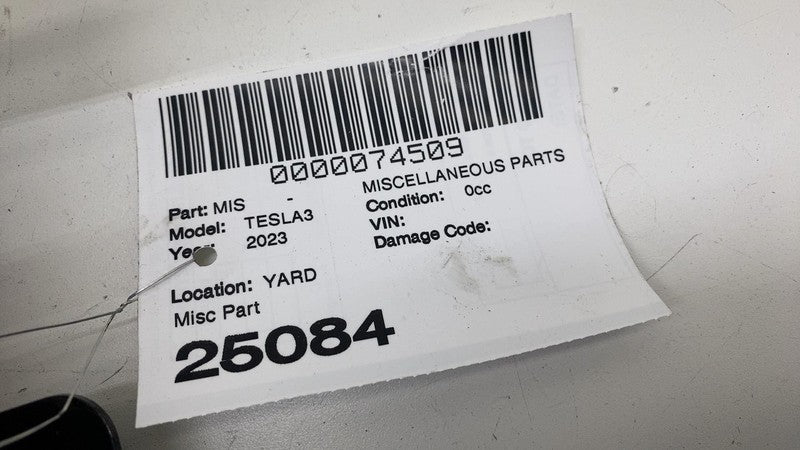 0000074509
Part: MIS - MISCELLANEOUS PARTS
Model: TESLA3 Condition: 0cc
2023 VIN:
Damage Code:
Location: YARD
Misc Part
25084